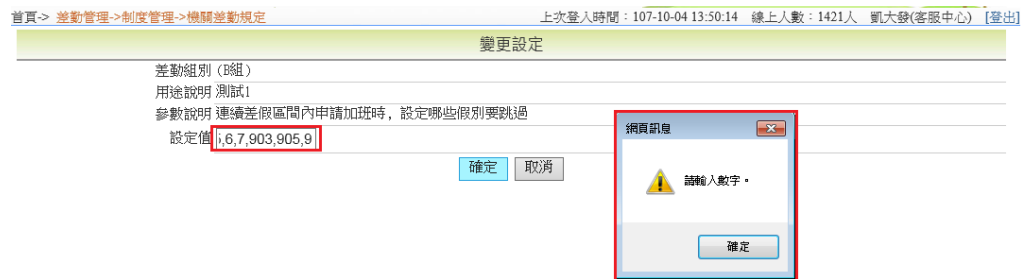 首頁-> 差勤管理->制度管理->機關差勤規定 上次登入時間：107-10-04 13:50:14 線上人數：1421人 凱大發(客服中心) [登出]
變更設定
差勤組別 (B組)
用途說明 測試1
參數說明 連續差假區間內申請加班時, 設定哪些假別要跳過
設定值 ,6,7,903,905,9
確定 取消
網頁訊息
請輸入數字。
確定